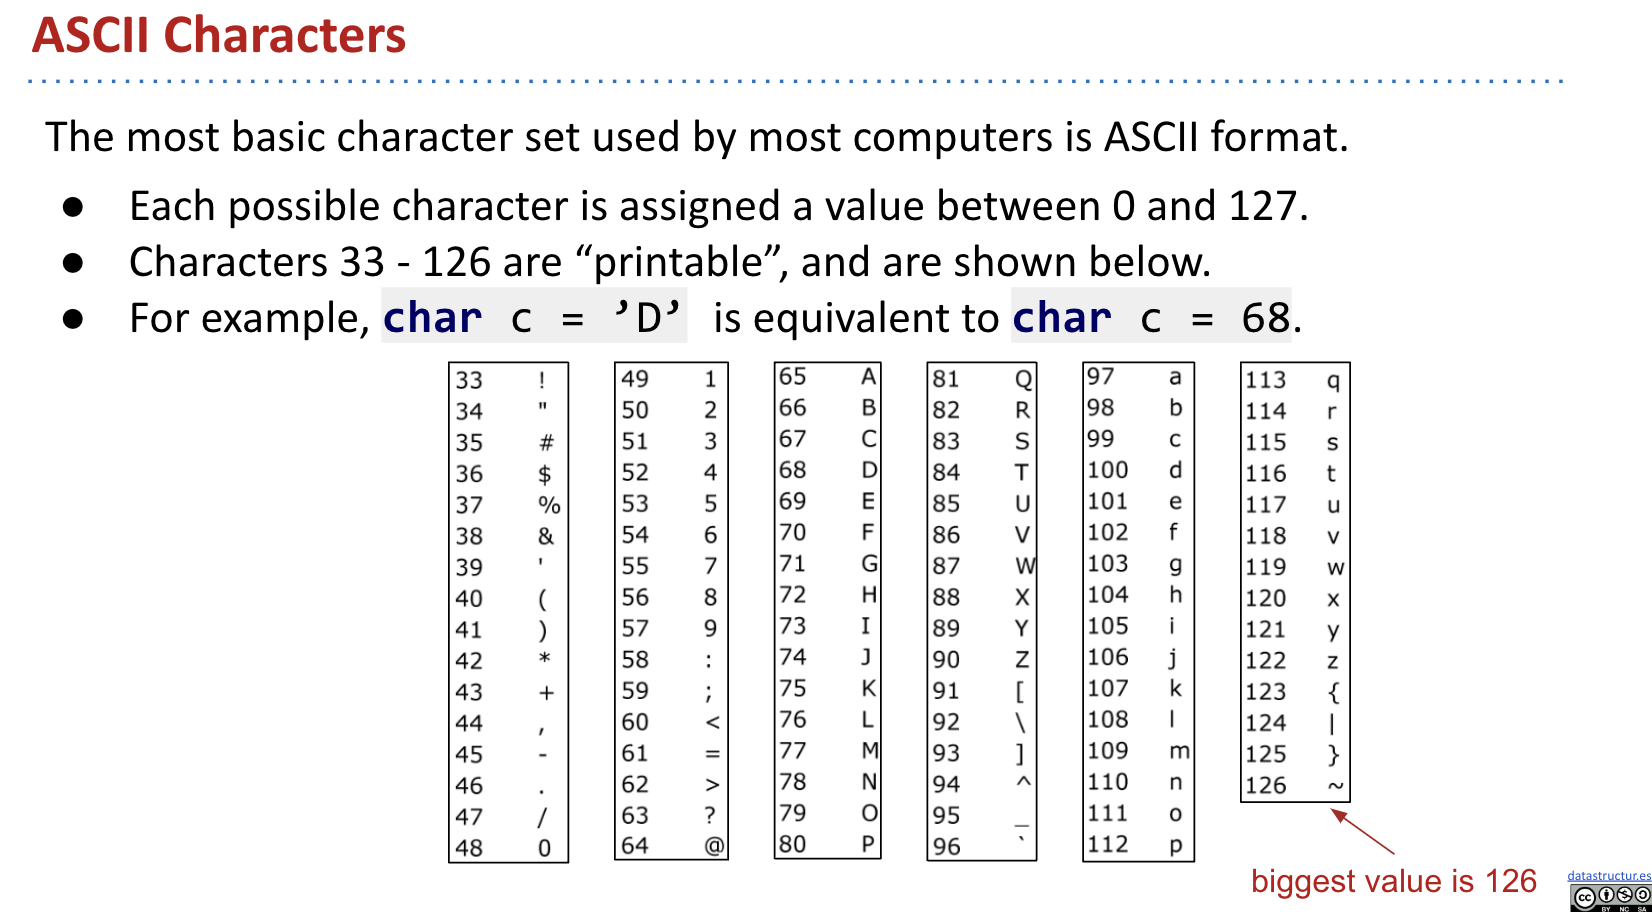 ASCII Characters
The most basic character set used by most computers is ASCII format.
● Each possible character is assigned a value between 0 and 127.
● Characters 33 - 126 are “printable”, and are shown below.
● For example, char c = ’D’ is equivalent to char c = 68.
33 ! 49 1 65 A 81 Q 97 a 113 q
34 " 50 2 66 B 82 R 98 b 114 r
35 # 51 3 67 C 83 S 99 c 115 s
36 $ 52 4 68 D 84 T 100 d 116 t
37 % 53 5 69 E 85 U 101 e 117 u
38 & 54 6 70 F 86 V 102 f 118 v
39 ' 55 7 71 G 87 W 103 g 119 w
40 ( 56 8 72 H 88 X 104 h 120 x
41 ) 57 9 73 I 89 Y 105 i 121 y
42 * 58 : 74 J 90 Z 106 j 122 z
43 + 59 ; 75 K 91 [ 107 k 123 {
44 , 60 < 76 L 92 \ 108 l 124 |
45 - 61 = 77 M 93 ] 109 m 125 }
46 . 62 > 78 N 94 ^ 110 n 126 ~
47 / 63 ? 79 O 95 _ 111 o
48 0 64 @ 80 P 96 ` 112 p
biggest value is 126
datastructur.es
cc
BY NC SA